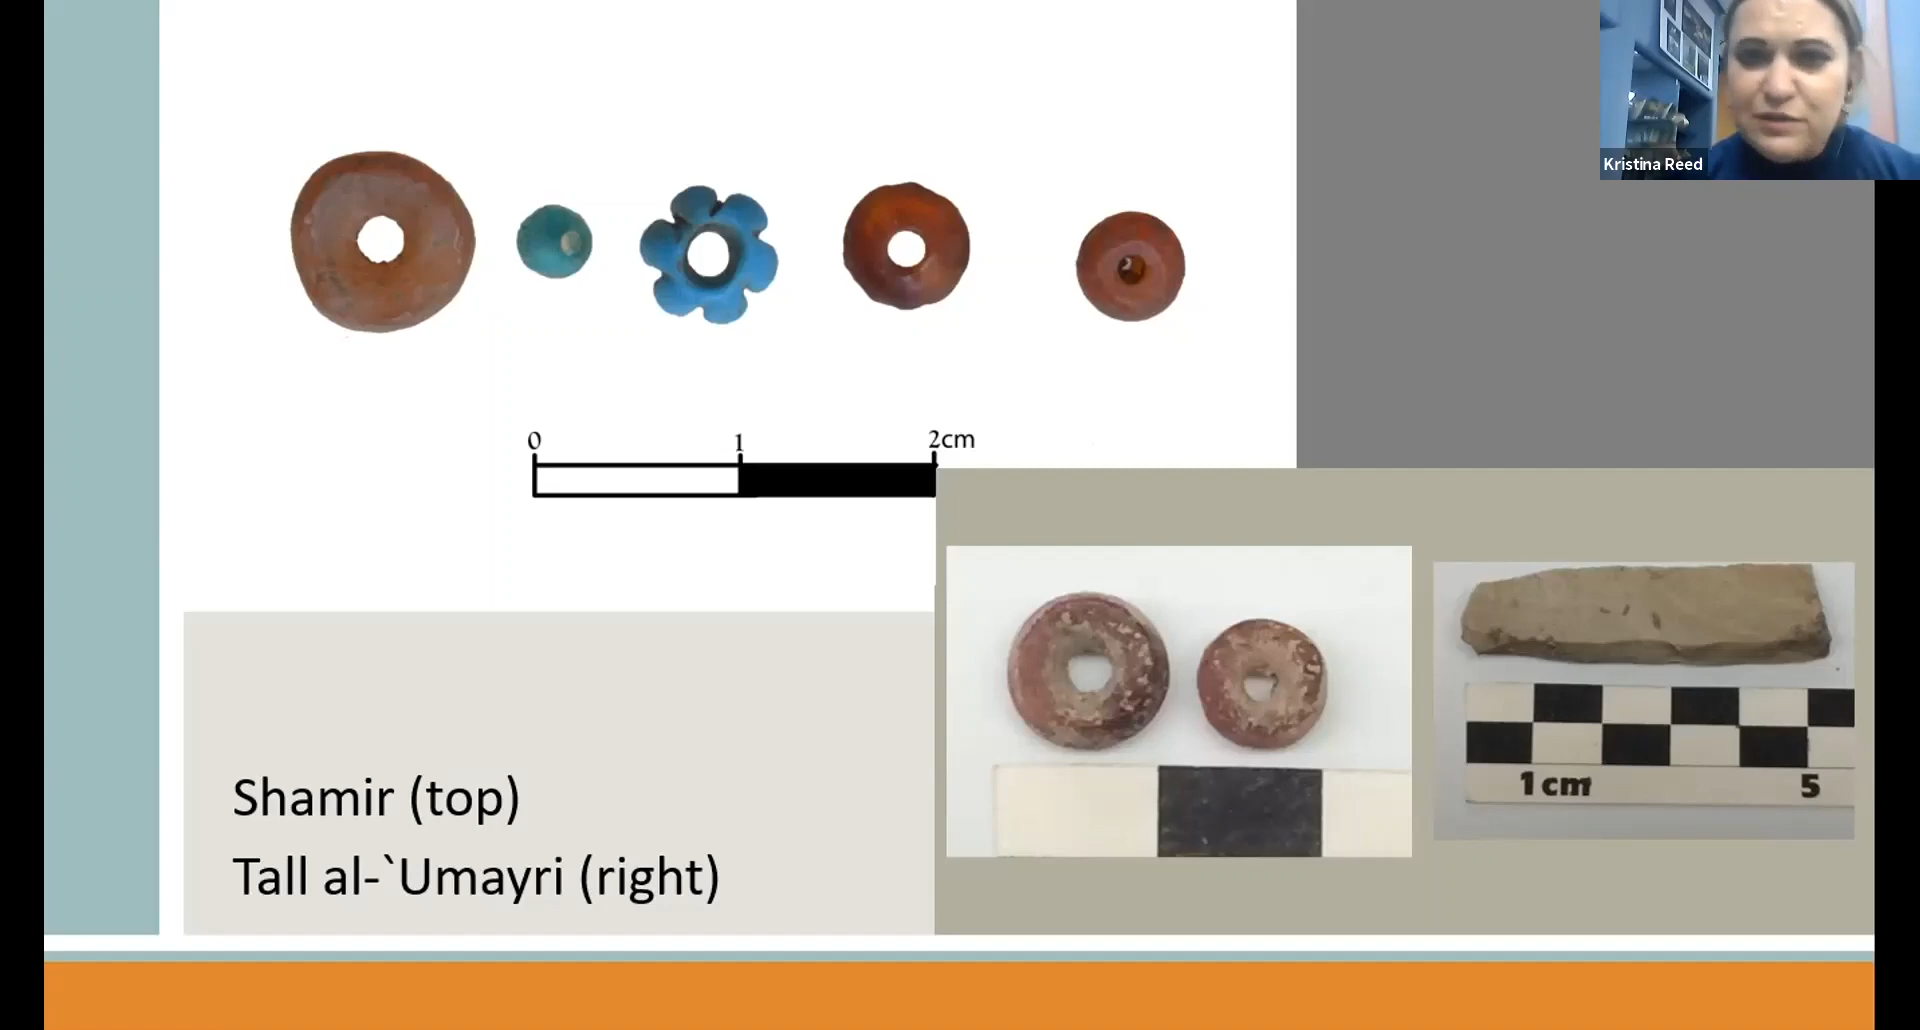 Kristina Reed
0 1 2cm
1 cm 5
Shamir (top)
Tall al-`Umayri (right)